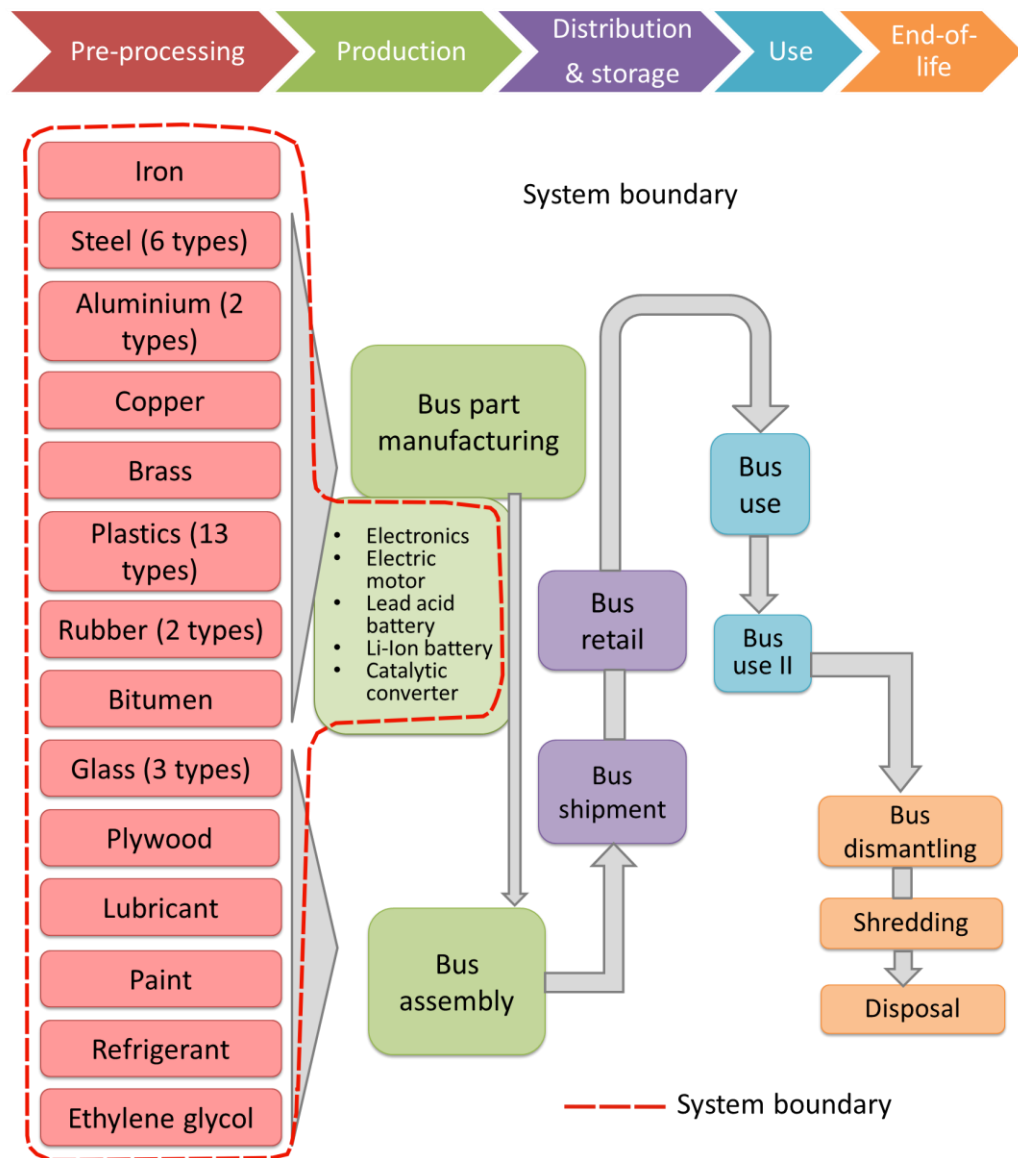 Pre-processing
Production
Distribution
& storage
Use
End-of-
life
System boundary
Iron
Steel (6 types)
Aluminium (2
types)
Copper
Brass
Plastics (13
types)
Rubber (2 types)
Bitumen
Glass (3 types)
Plywood
Lubricant
Paint
Refrigerant
Ethylene glycol
Bus part
manufacturing
• Electronics
• Electric
motor
• Lead acid
battery
• Li-Ion battery
• Catalytic
converter
Bus
assembly
Bus
retail
Bus
shipment
Bus
use
Bus
use II
Bus
dismantling
Shredding
Disposal
System boundary